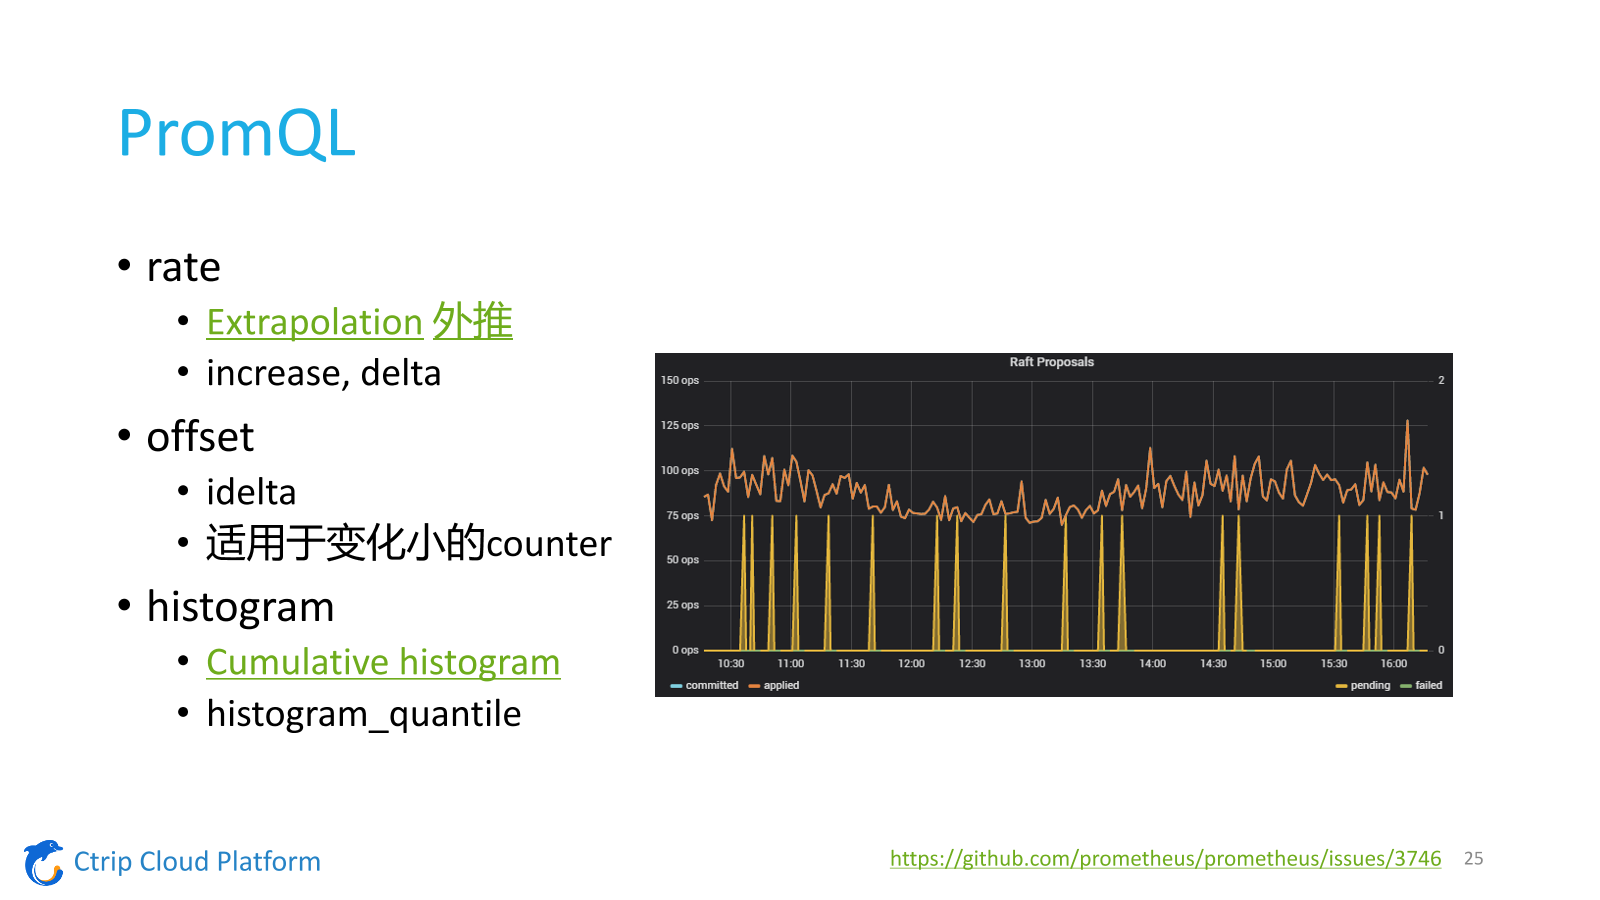 PromQL
• rate
• Extrapolation 外推
• increase, delta
• offset
• idelta
• 适用于变化小的counter
• histogram
• Cumulative histogram
• histogram_quantile
Raft Proposals
150 ops
125 ops
100 ops
75 ops
50 ops
25 ops
0 ops
2
1
0
10:30 11:00 11:30 12:00 12:30 13:00 13:30 14:00 14:30 15:00 15:30 16:00
committed applied pending failed
Ctrip Cloud Platform
https://github.com/prometheus/prometheus/issues/3746 25